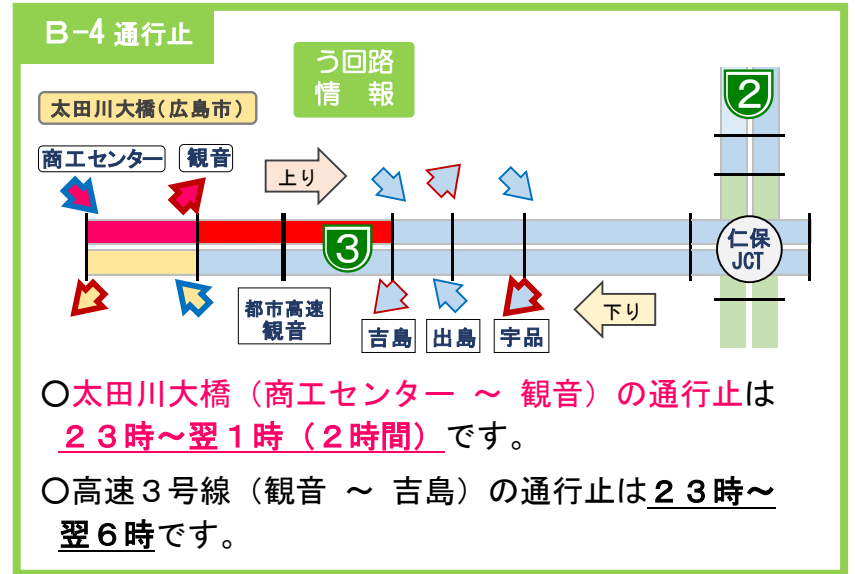 B-4 通行止
う回路
情　報
2
太田川大橋(広島市)
商工センター
観音
上り
3
仁保
JCT
都市高速
観音
吉島
出島
宇品
下り
〇太田川大橋（商工センター ～ 観音）の通行止は
２３時～翌１時（２時間）です。
〇高速３号線（観音 ～ 吉島）の通行止は２３時～
翌６時です。